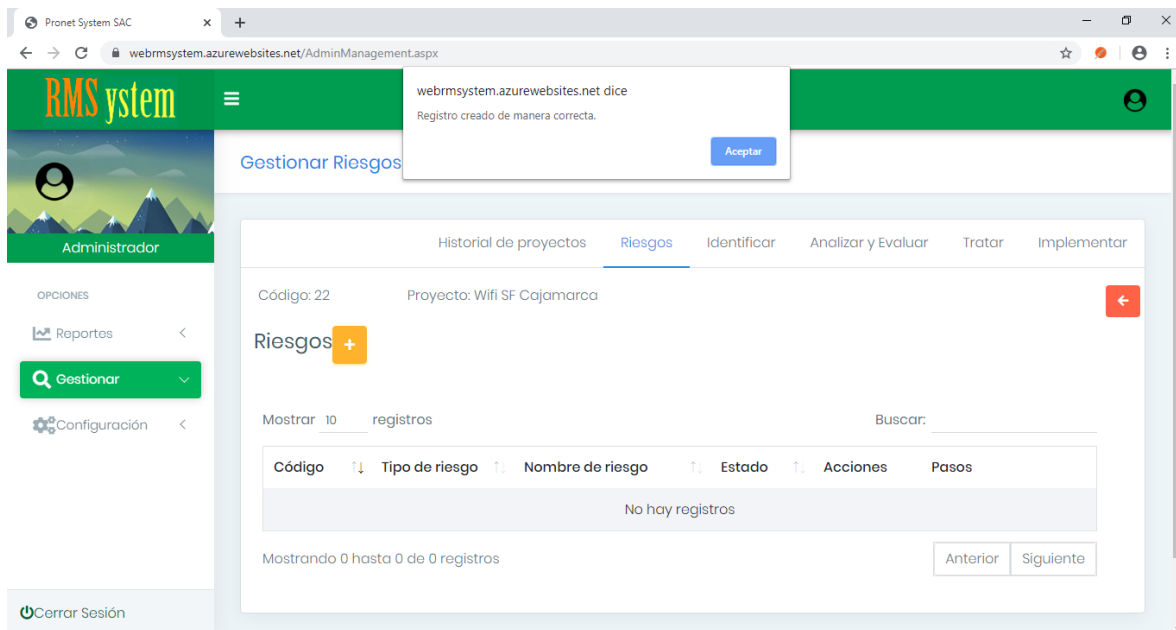 Pronet System SAC
webrmsystem.azurewebsites.net/AdminManagement.aspx
RMSystem
webrmsystem.azurewebsites.net dice
Registro creado de manera correcta.
Aceptar
Gestionar Riesgos
Administrador
OPCIONES
Reportes
Gestionar
Configuración
Cerrar Sesión
Historial de proyectos Riesgos Identificar Analizar y Evaluar Tratar Implementar
Código: 22 Proyecto: Wifi SF Cajamarca
Riesgos +
Mostrar 10 registros Buscar:
Código Tipo de riesgo Nombre de riesgo Estado Acciones Pasos
No hay registros
Mostrando 0 hasta 0 de 0 registros Anterior Siguiente